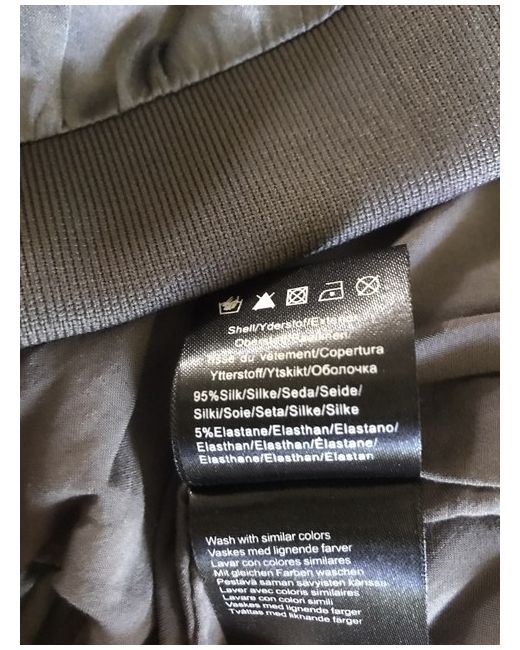 Shell/Yderstof/
du vêtement/Copertura
Ytterstoff/Ytskikt/Оболочка
95%Silk/Silke/Seda/Seide/
Silki/Soie/Seta/Silke/Silke
5%Elastane/Elasthan/Elastano/
Elasthan/Elasthan/Élastane/
Elasthane/Elasthan/Elastan
Wash with similar colors
Vaskes med lignende farver
Lavar con colores similares
Mit gleichen Farben waschen
Pestävä saman sävyisten kanssa
Laver avec coloris similaires
Lavare con colori simili
Vaskes med lignende farger
Tvättas med liknande färger